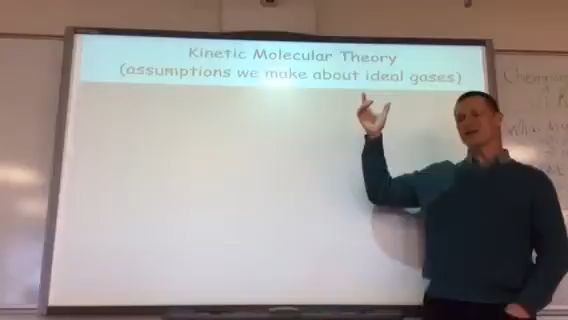 Kinetic Molecular Theory
(assumptions we make about ideal gases)